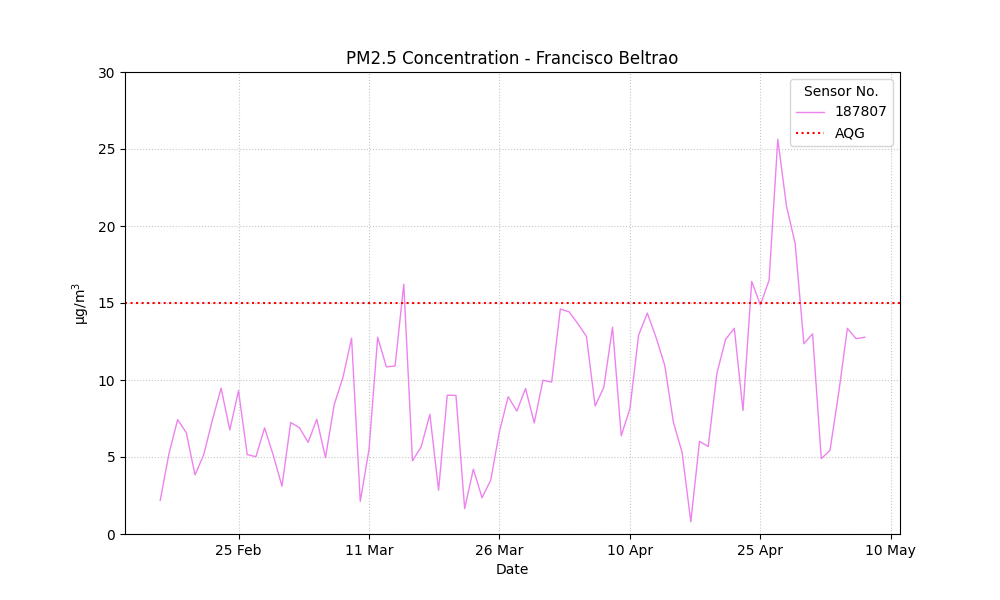 PM2.5 Concentration - Francisco Beltrao
30
25
20
15
10
5
0
µg/m³
Sensor No.
187807
AQG
25 Feb
11 Mar
26 Mar
10 Apr
25 Apr
10 May
Date